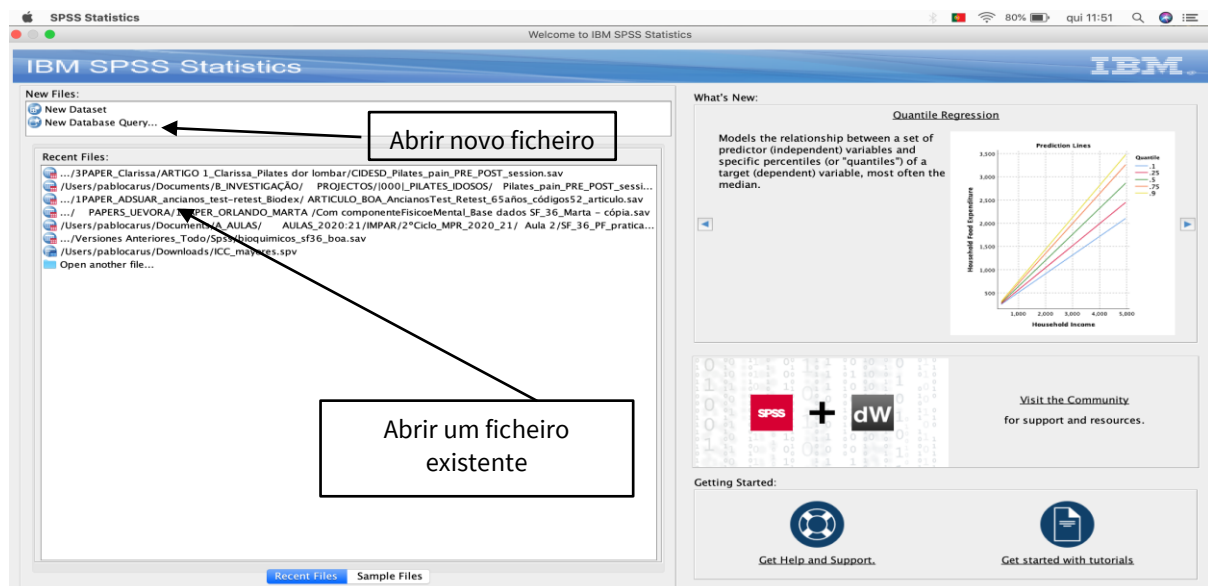 SPSS Statistics
80%
qui 11:51
Welcome to IBM SPSS Statistics
IBM SPSS Statistics
IBM
New Files:
New Dataset
New Database Query...
Abrir novo ficheiro
Recent Files:
.../3PAPER_Clarissa/ARTIGO 1_Clarissa_Pilates dor lombar/CIDESD_Pilates_pain_PRE_POST_session.sav
/Users/pablocarus/Documents/B_INVESTIGAÇÃO/ PROJECTOS/|000|_PILATES_IDOSOS/ Pilates_pain_PRE_POST_sessi...
.../1PAPER_ADSUAR_ancianos_test-retest_Biodex/ ARTICULO_BOA_AncianosTest_Retest_65años_códigos52_articulo.sav
.../ PAPERS_UEVORA/ ORLANDO_MARTA /Com componenteFisicoeMental_Base dados SF_36_Marta – cópia.sav
/Users/pablocarus/Documents/A_AULAS/ AULAS_2020:21/IMPAR/2ºCiclo_MPR_2020_21/ Aula 2/SF_36_PF_pratica...
.../Versiones Anteriores_Todo/Spss/bioquimicos_sf36_boa.sav
/Users/pablocarus/Downloads/ICC_mayores.spv
Open another file...
Abrir um ficheiro
existente
Recent Files
Sample Files
What's New:
Quantile Regression
Models the relationship between a set of
predictor (independent) variables and
specific percentiles (or "quantiles") of a
target (dependent) variable, most often the
median.
Prediction Lines
Quantile
.1
.25
.5
.75
.9
Household Food Expenditure
3,500
3,000
2,500
2,000
1,500
1,000
500
1,000 2,000 3,000 4,000 5,000
Household Income
SPSS + dW
Visit the Community
for support and resources.
Getting Started:
Get Help and Support.
Get started with tutorials